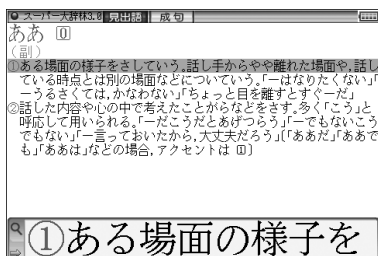 スーパー大辞林3.0 見出語 成句
ああ 0
(副)
①ある場面の様子をさしていう。話し手からやや離れた場面や,話し
ている時点とは別の場面などについていう。「―はなりたくない」「
―うるさくては,かなわない」「ちょっと目を離すとすぐ―だ」
②話した内容や心の中で考えたことがらなどをさす。多く「こう」と
呼応して用いられる。「―だこうだとあげつらう」「―でもないこう
でもない」「―言っておいたから,大丈夫だろう」〔「ああだ」「ああで
も」「ああは」などの場合,アクセントは 0〕
①ある場面の様子を